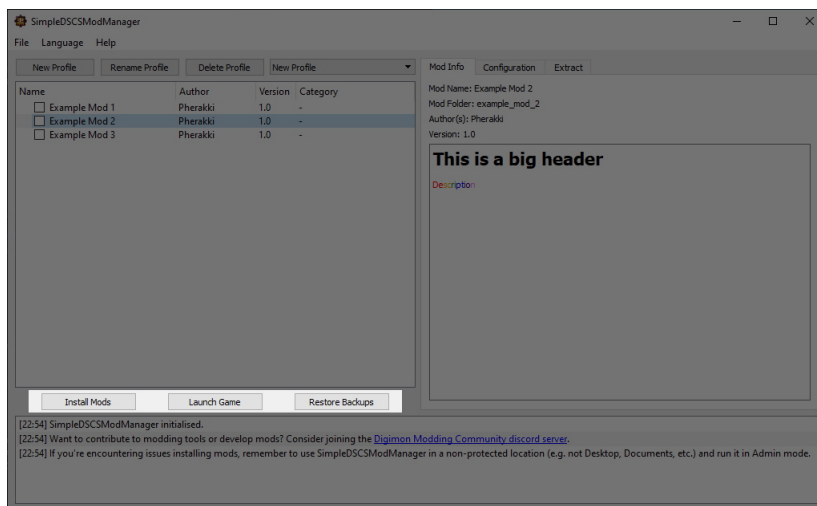 SimpleDSCSModManager
File Language Help
New Profile Rename Profile Delete Profile New Profile
Name Author Version Category
Example Mod 1 Pherakki 1.0 -
Example Mod 2 Pherakki 1.0 -
Example Mod 3 Pherakki 1.0 -
Install Mods Launch Game Restore Backups
Mod Info Configuration Extract
Mod Name: Example Mod 2
Mod Folder: example_mod_2
Author(s): Pherakki
Version: 1.0
This is a big header
Description
[22:54] SimpleDSCSModManager initialised.
[22:54] Want to contribute to modding tools or develop mods? Consider joining the Digimon Modding Community discord server.
[22:54] If you're encountering issues installing mods, remember to use SimpleDSCSModManager in a non-protected location (e.g. not Desktop, Documents, etc.) and run it in Admin mode.